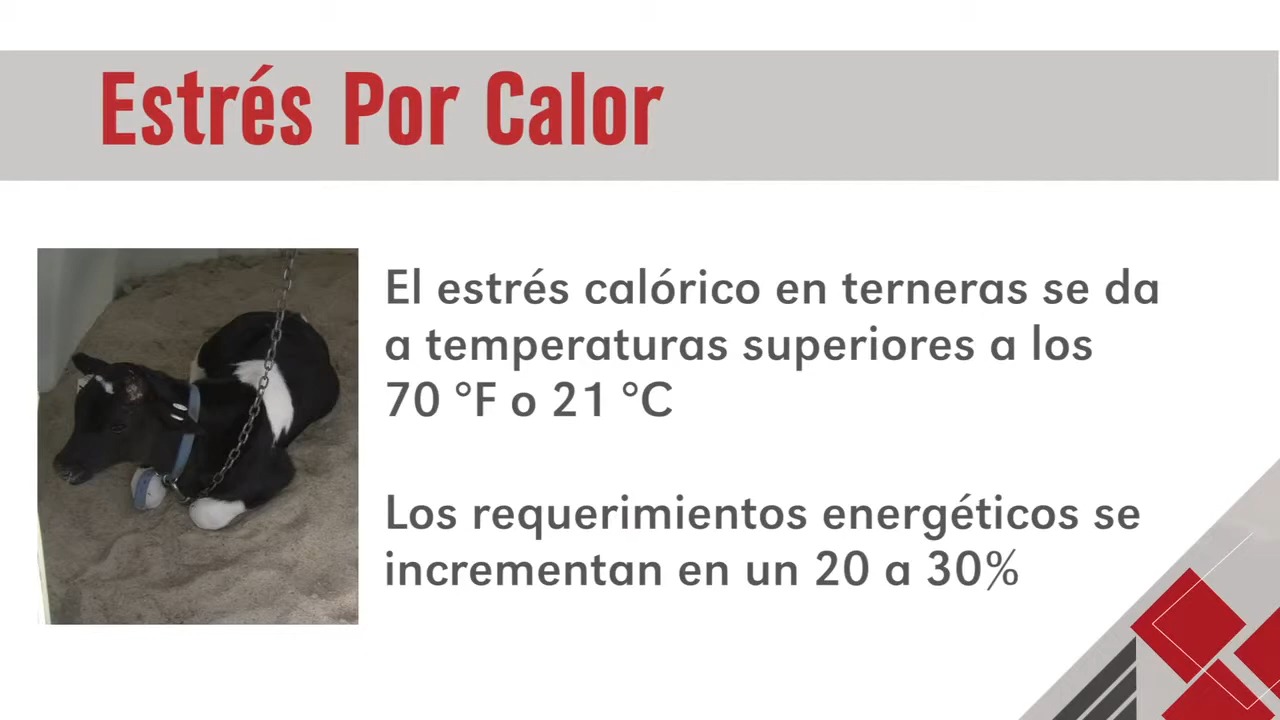 Estrés Por Calor
El estrés calórico en terneras se da
a temperaturas superiores a los
70 °F o 21 °C
Los requerimientos energéticos se
incrementan en un 20 a 30%